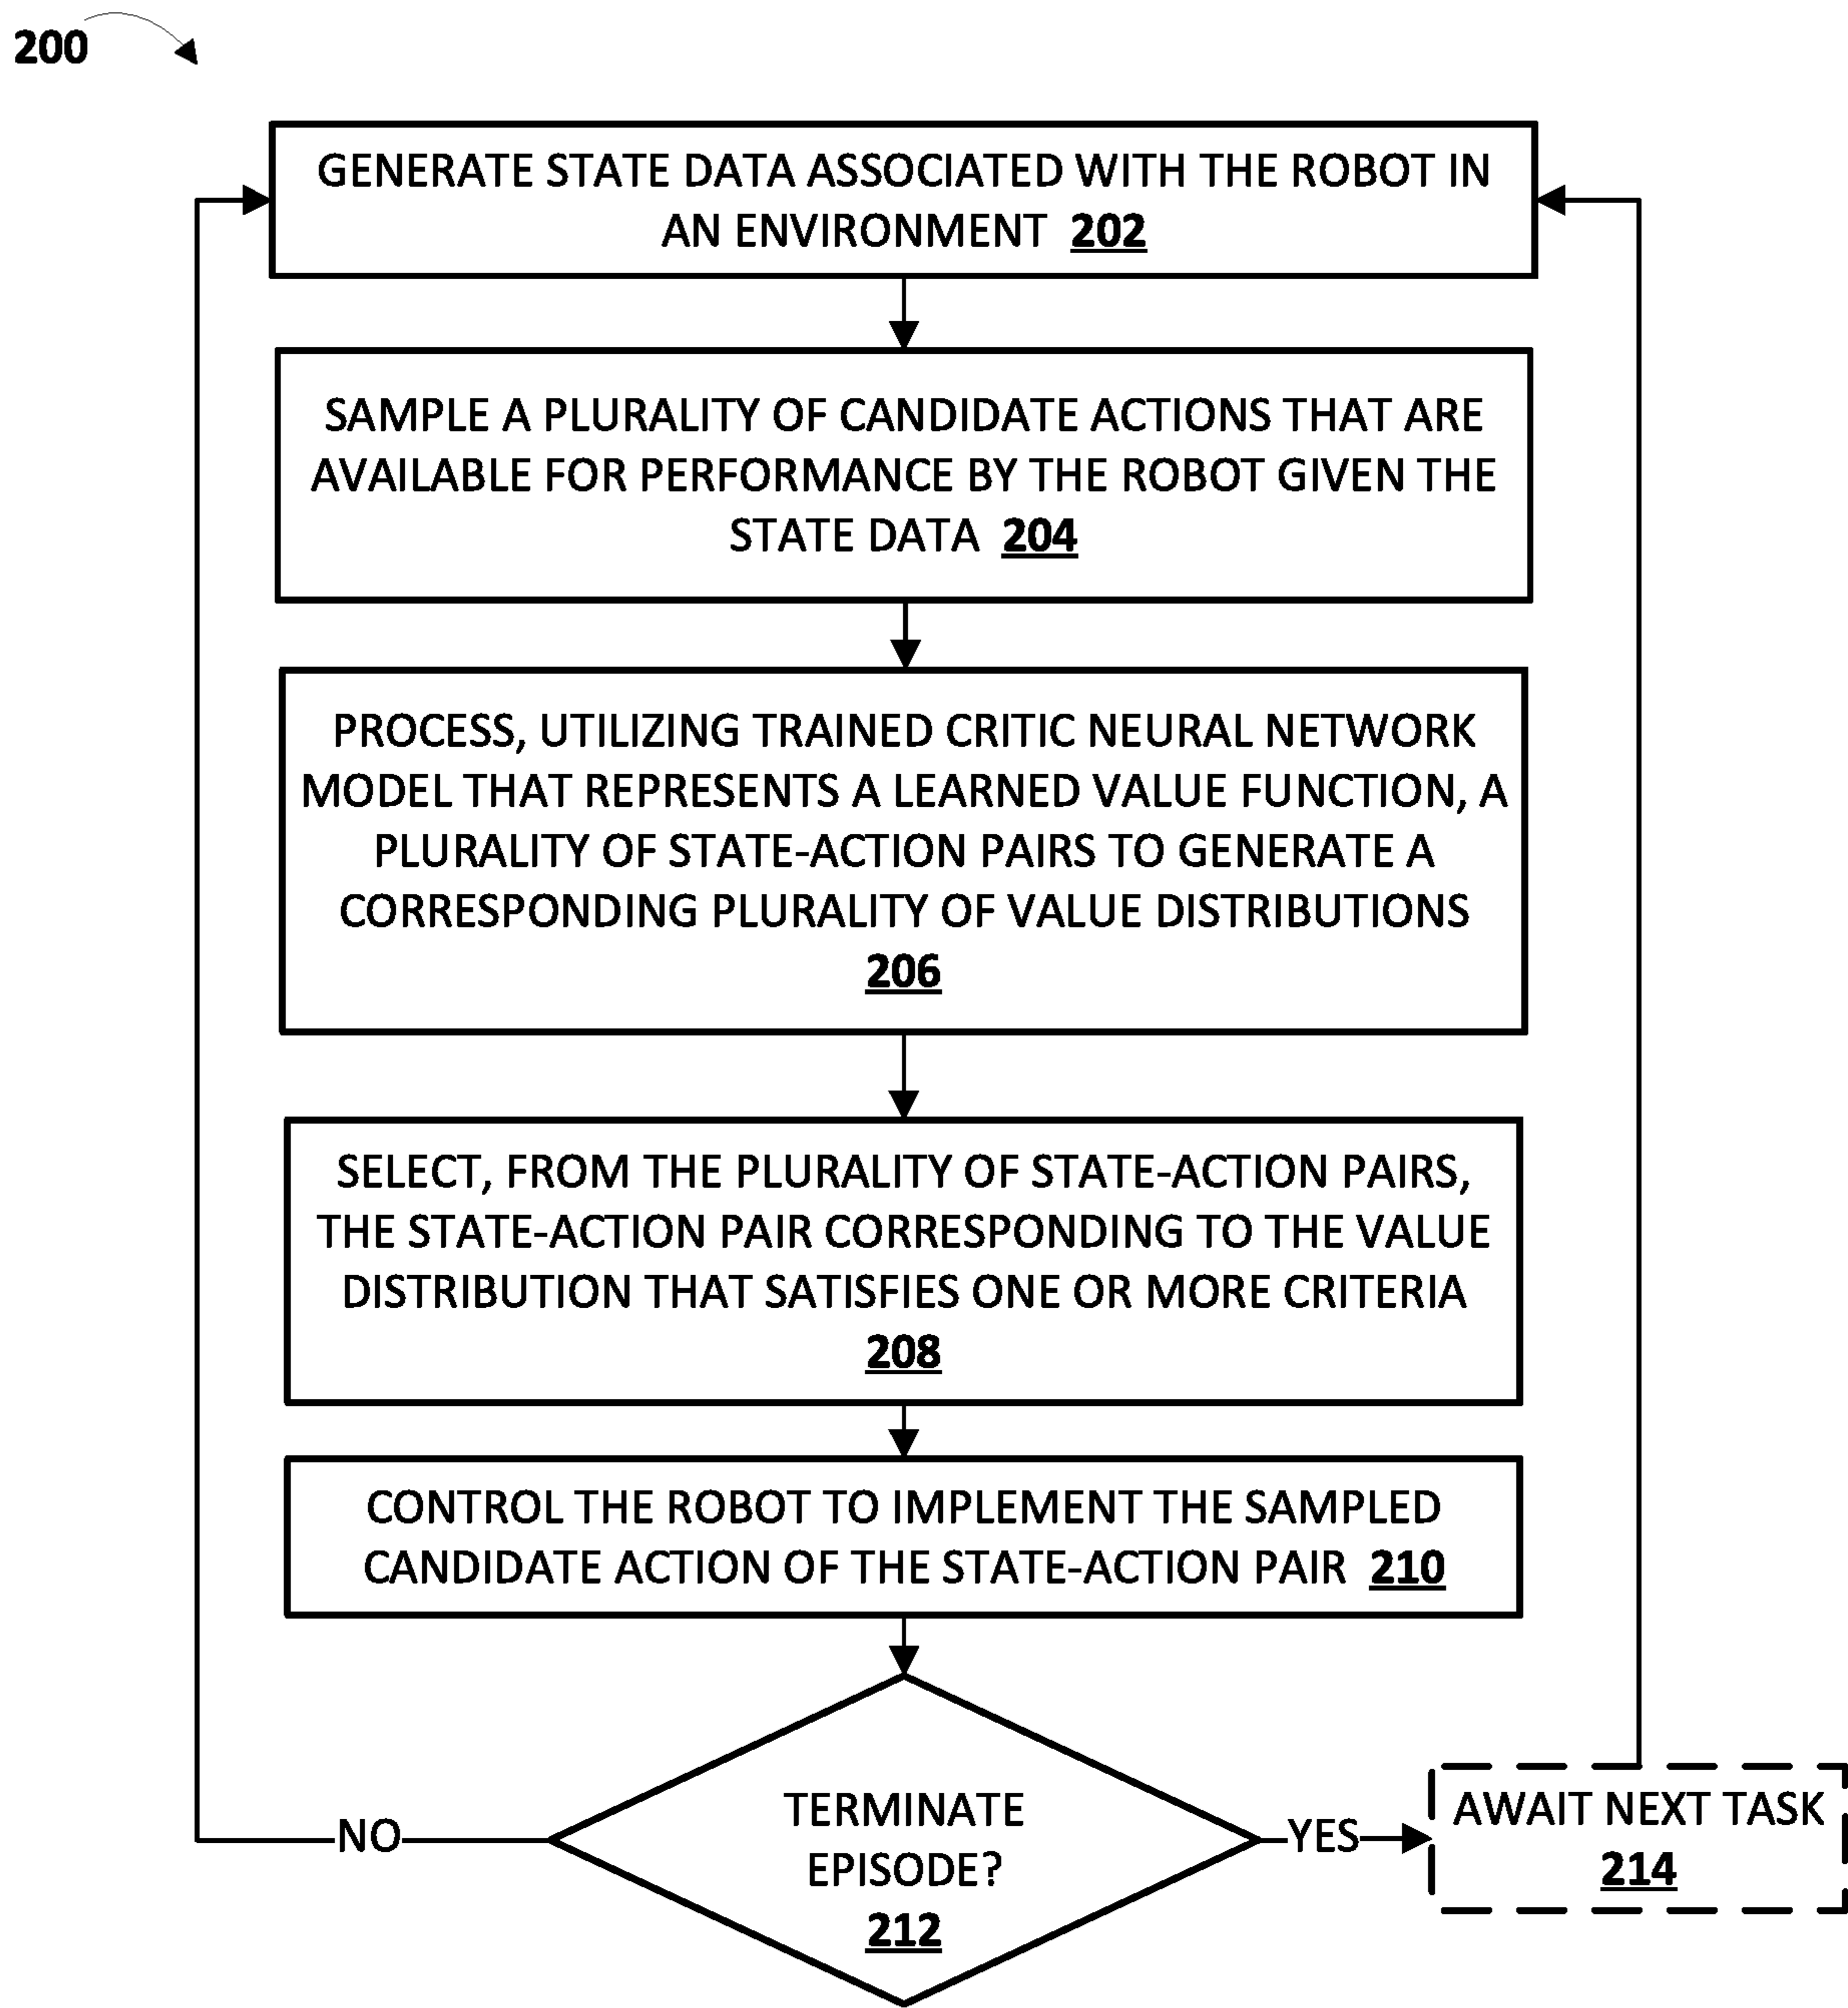 200
GENERATE STATE DATA ASSOCIATED WITH THE ROBOT IN
AN ENVIRONMENT 202
SAMPLE A PLURALITY OF CANDIDATE ACTIONS THAT ARE
AVAILABLE FOR PERFORMANCE BY THE ROBOT GIVEN THE
STATE DATA 204
PROCESS, UTILIZING TRAINED CRITIC NEURAL NETWORK
MODEL THAT REPRESENTS A LEARNED VALUE FUNCTION, A
PLURALITY OF STATE-ACTION PAIRS TO GENERATE A
CORRESPONDING PLURALITY OF VALUE DISTRIBUTIONS
206
SELECT, FROM THE PLURALITY OF STATE-ACTION PAIRS,
THE STATE-ACTION PAIR CORRESPONDING TO THE VALUE
DISTRIBUTION THAT SATISFIES ONE OR MORE CRITERIA
208
CONTROL THE ROBOT TO IMPLEMENT THE SAMPLED
CANDIDATE ACTION OF THE STATE-ACTION PAIR 210
TERMINATE
EPISODE?
212
NO
YES
AWAIT NEXT TASK
214